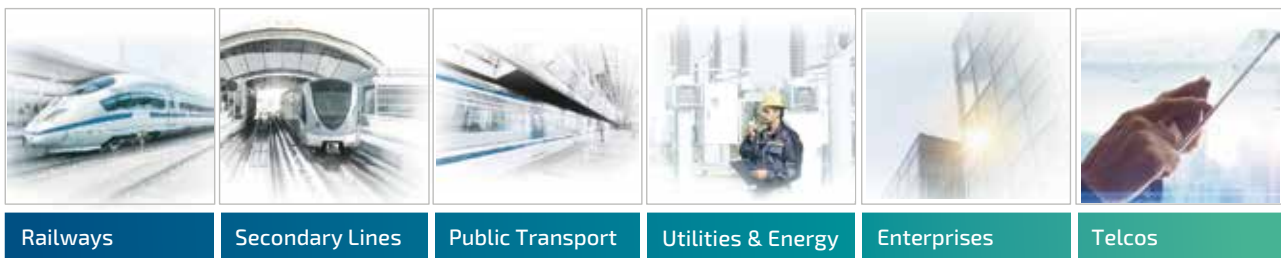 Railways
Secondary Lines
Public Transport
Utilities & Energy
Enterprises
Telcos